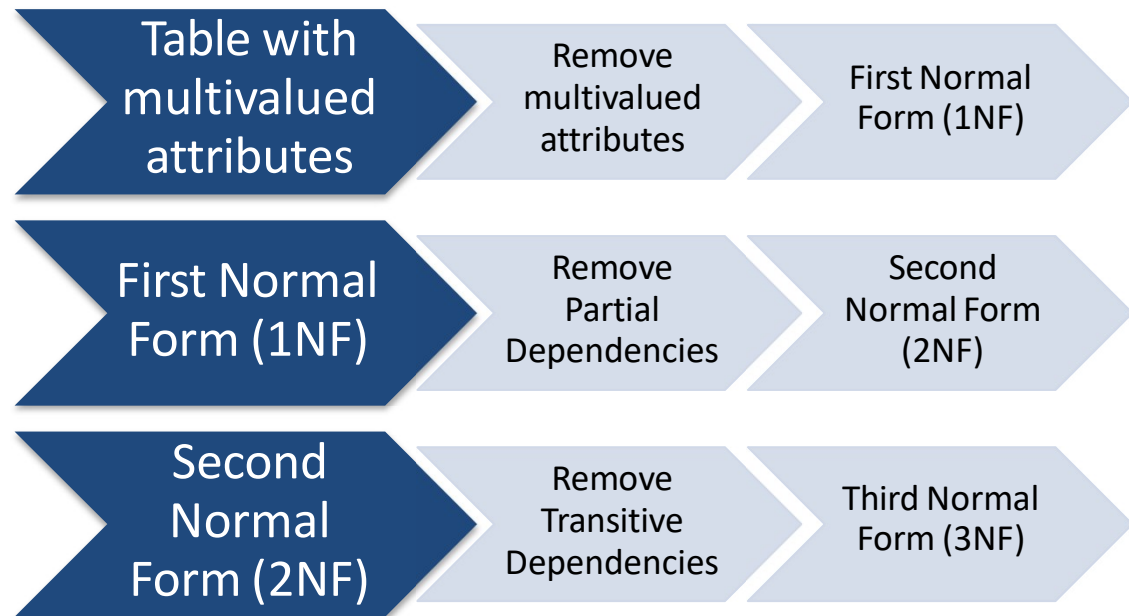 Table with
multivalued
attributes
Remove
multivalued
attributes
First Normal
Form (1NF)
First Normal
Form (1NF)
Remove
Partial
Dependencies
Second
Normal Form
(2NF)
Second
Normal
Form (2NF)
Remove
Transitive
Dependencies
Third Normal
Form (3NF)